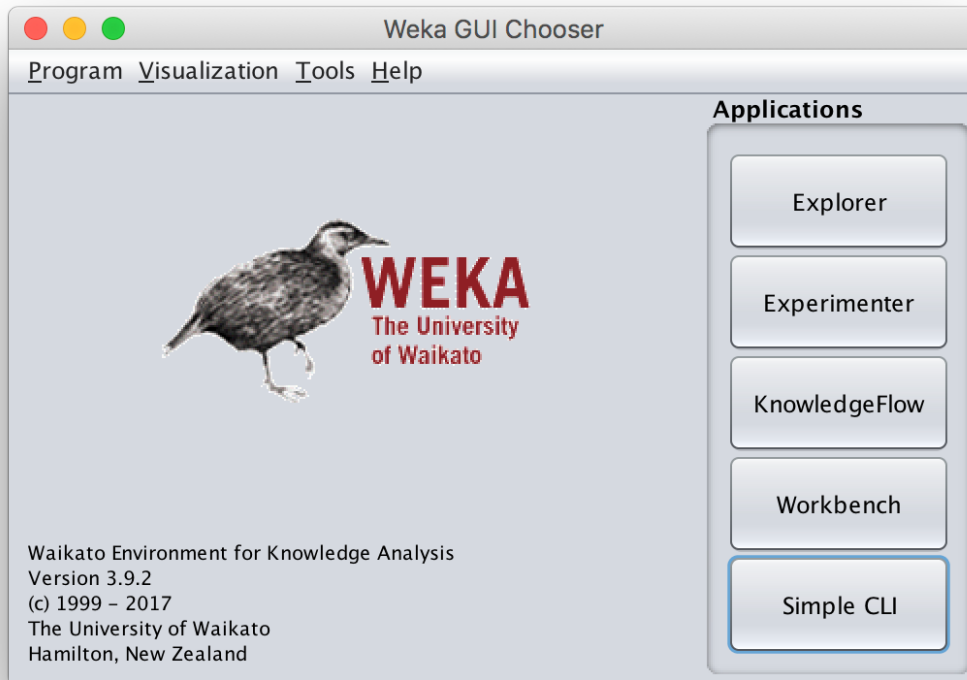 Weka GUI Chooser
Program Visualization Tools Help
Applications
Explorer
Experimenter
KnowledgeFlow
Workbench
Simple CLI
WEKA
The University
of Waikato
Waikato Environment for Knowledge Analysis
Version 3.9.2
(c) 1999 – 2017
The University of Waikato
Hamilton, New Zealand